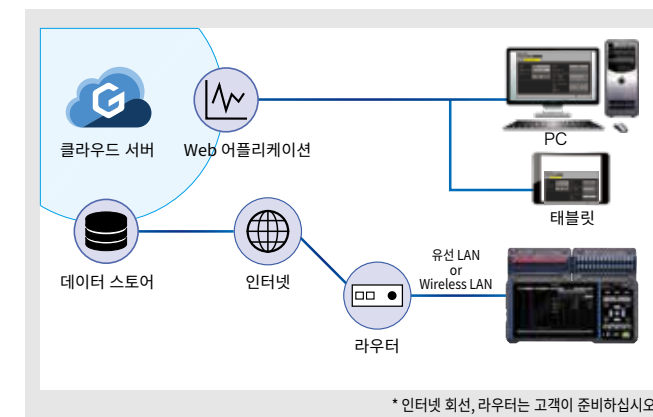 클라우드 서버
Web 어플리케이션
PC
태블릿
데이터 스토어
인터넷
유선 LAN
or
Wireless LAN
라우터
* 인터넷 회선, 라우터는 고객이 준비하십시오